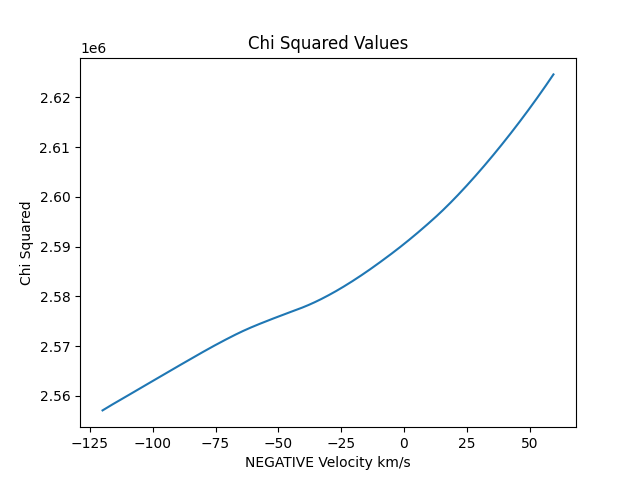 Chi Squared Values
1e6
2.62
2.61
2.60
2.59
2.58
2.57
2.56
Chi Squared
−125 −100 −75 −50 −25 0 25 50
NEGATIVE Velocity km/s